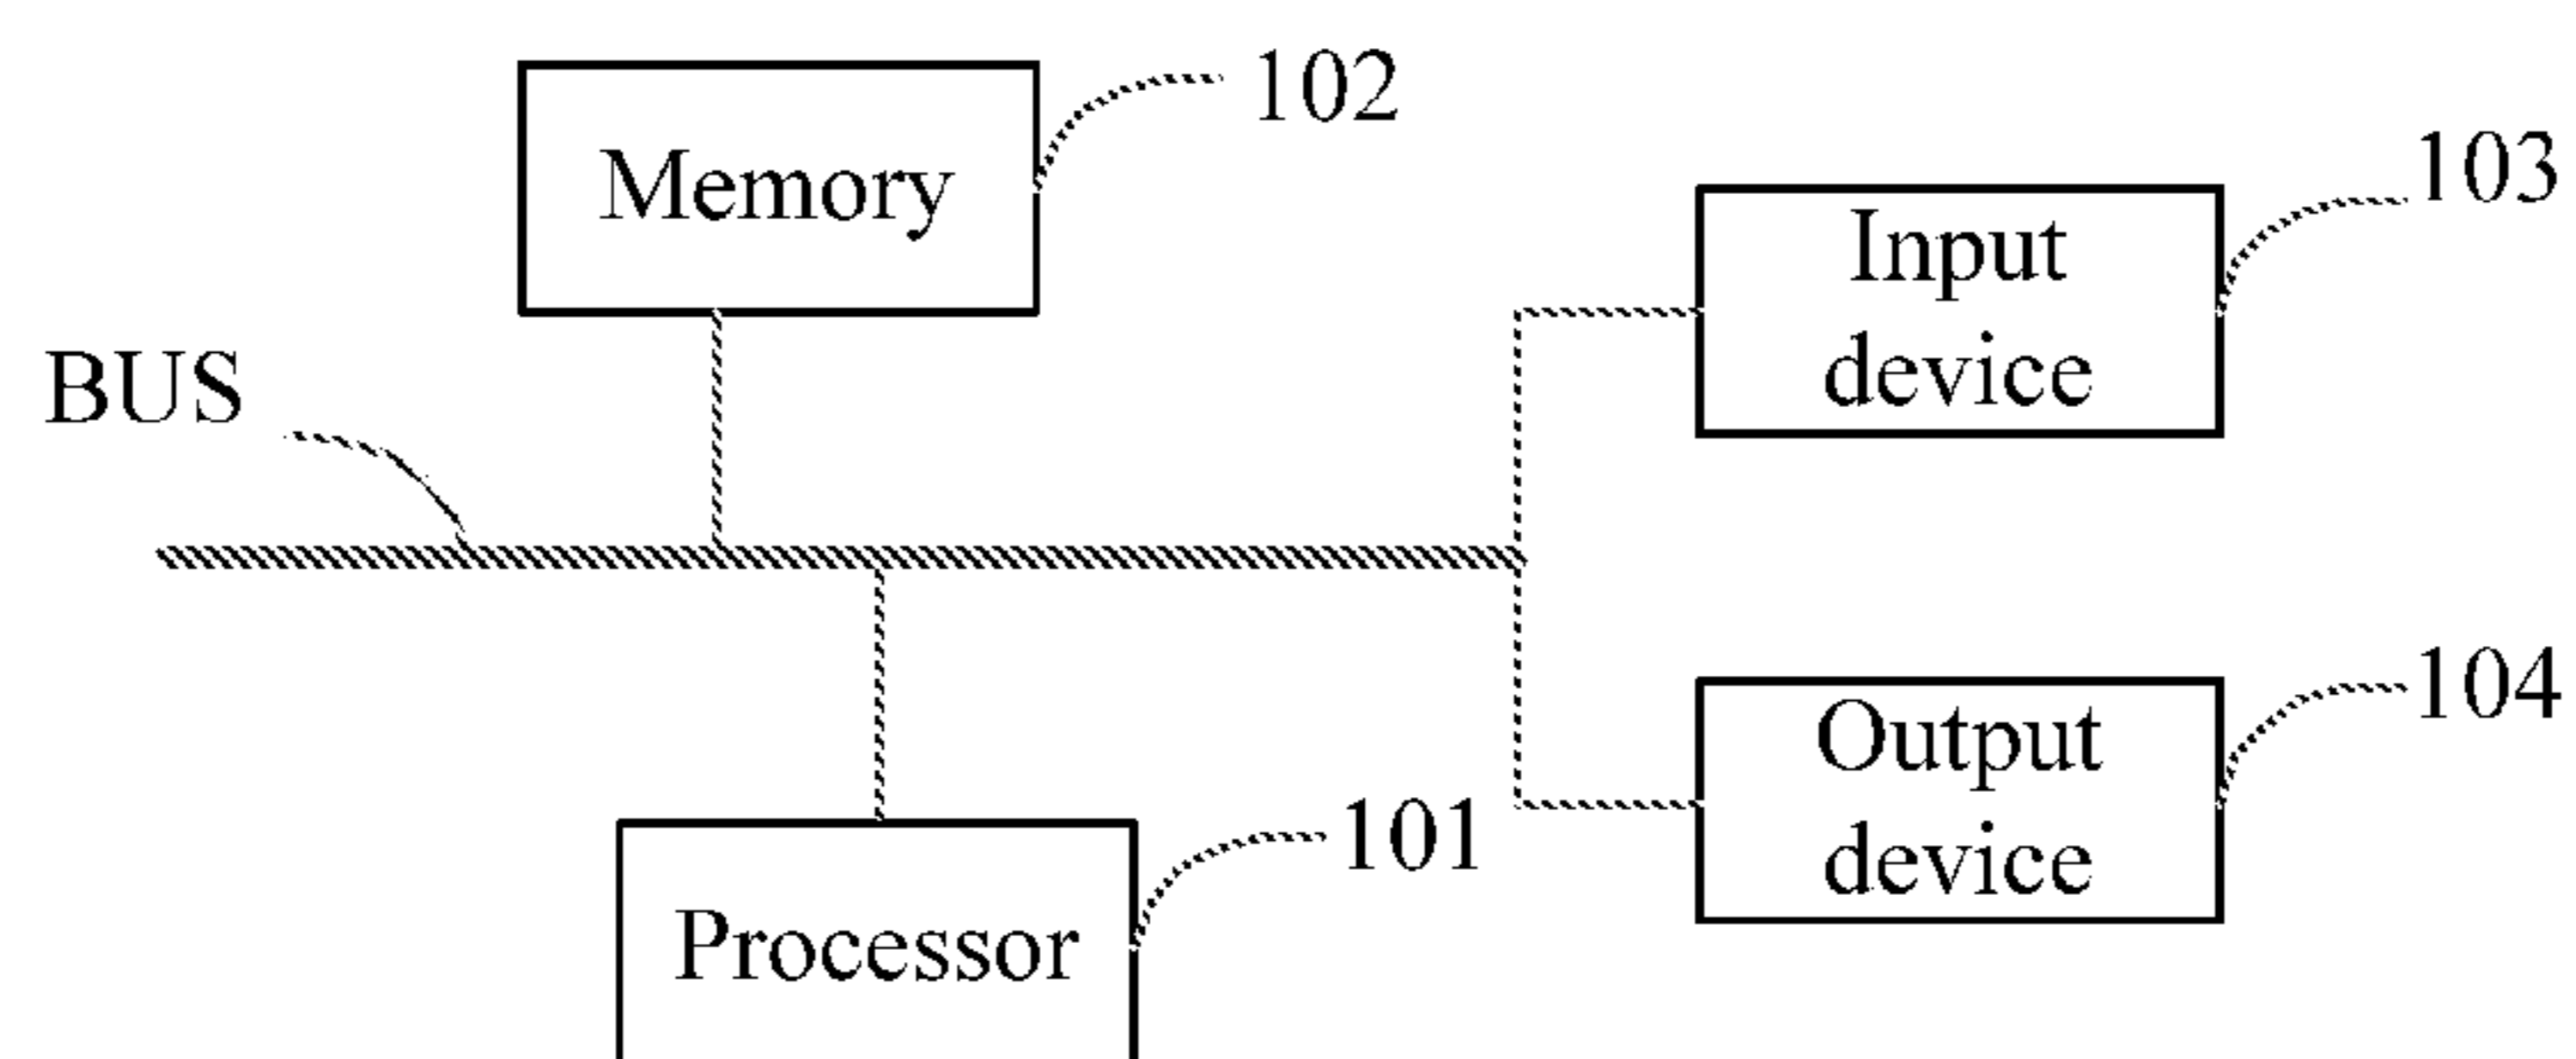 102
Memory
103
Input
device
BUS
104
Output
device
101
Processor